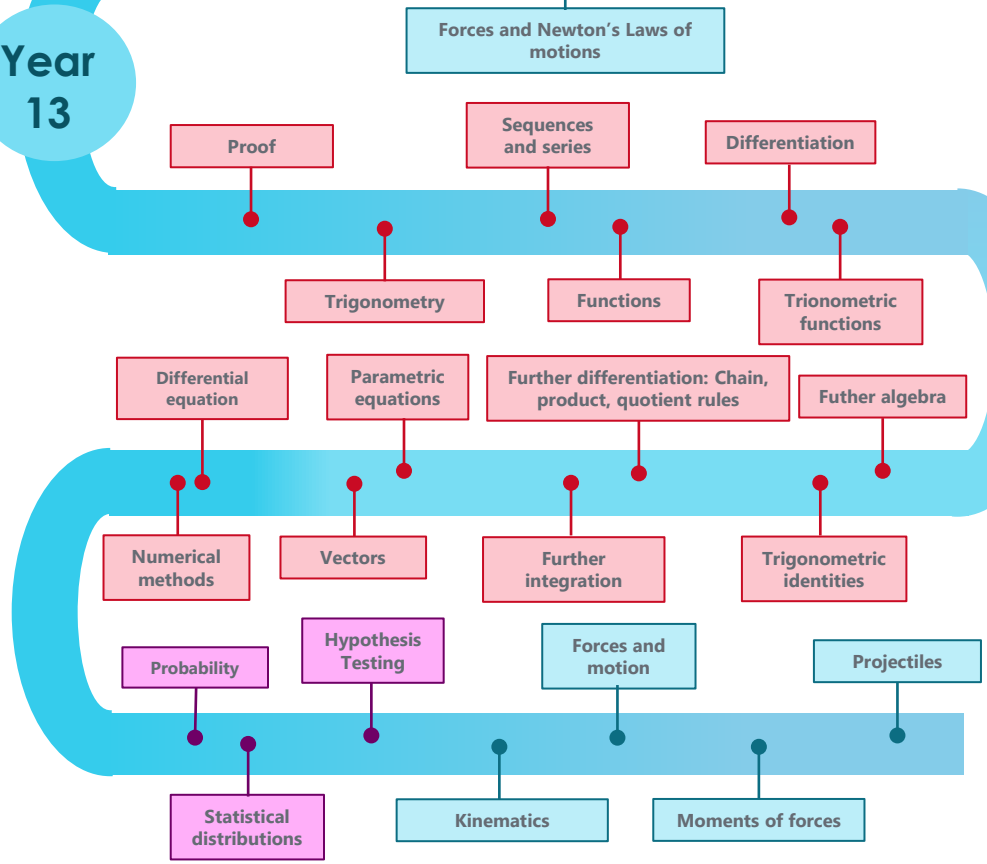 Forces and Newton's Laws of
motions
Year
13
Proof
Sequences
and series
Differentiation
Trigonometry
Functions
Trionometric
functions
Differential
equation
Parametric
equations
Further differentiation: Chain,
product, quotient rules
Futher algebra
Numerical
methods
Vectors
Further
integration
Trigonometric
identities
Probability
Hypothesis
Testing
Forces and
motion
Projectiles
Statistical
distributions
Kinematics
Moments of forces